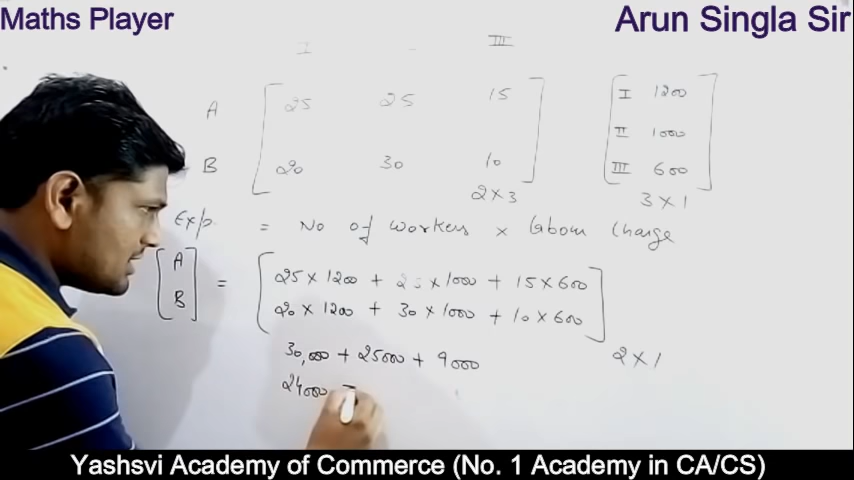 Maths Player
Arun Singla Sir
I III
A 25 25 15 I 1200
II 1000
B 20 30 10 III 600
2×3 3×1
Exp. = No of workers × labour charge
A = 25×1200 + 25×1000 + 15×600
B 20×1200 + 30×1000 + 10×600
30,000 + 25000 + 9000 2×1
24000
Yashsvi Academy of Commerce (No. 1 Academy in CA/CS)